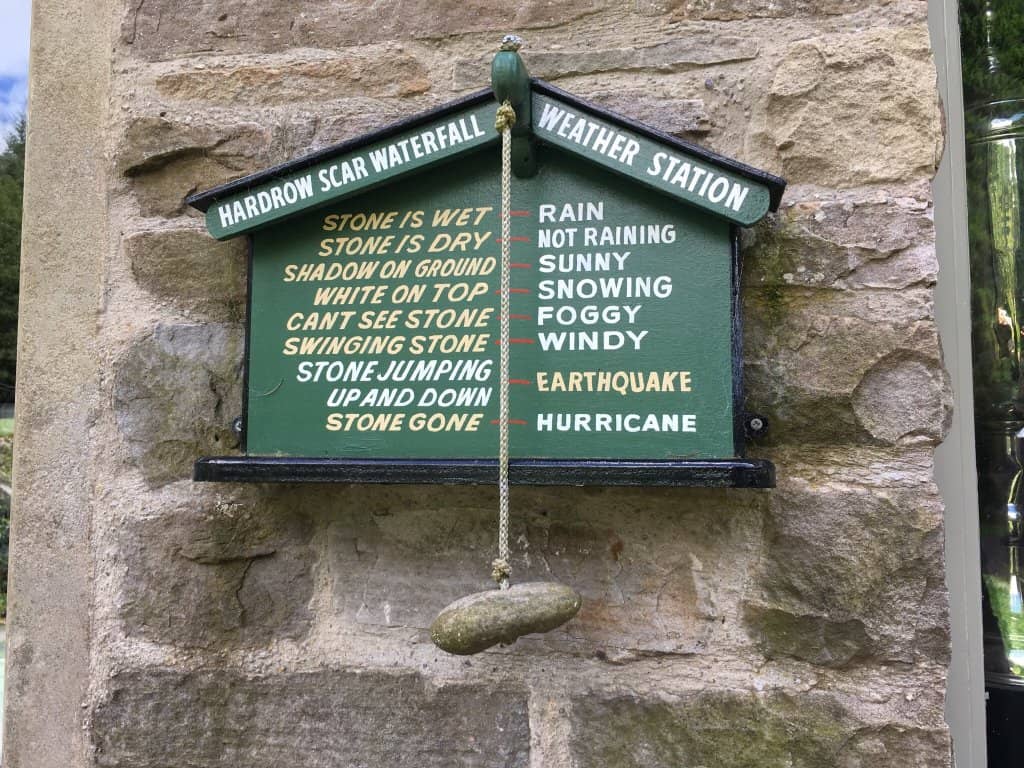 HARDROW SCAR WATERFALL WEATHER STATION
STONE IS WET RAIN
STONE IS DRY NOT RAINING
SHADOW ON GROUND SUNNY
WHITE ON TOP SNOWING
CANT SEE STONE FOGGY
SWINGING STONE WINDY
STONE JUMPING
UP AND DOWN EARTHQUAKE
STONE GONE HURRICANE